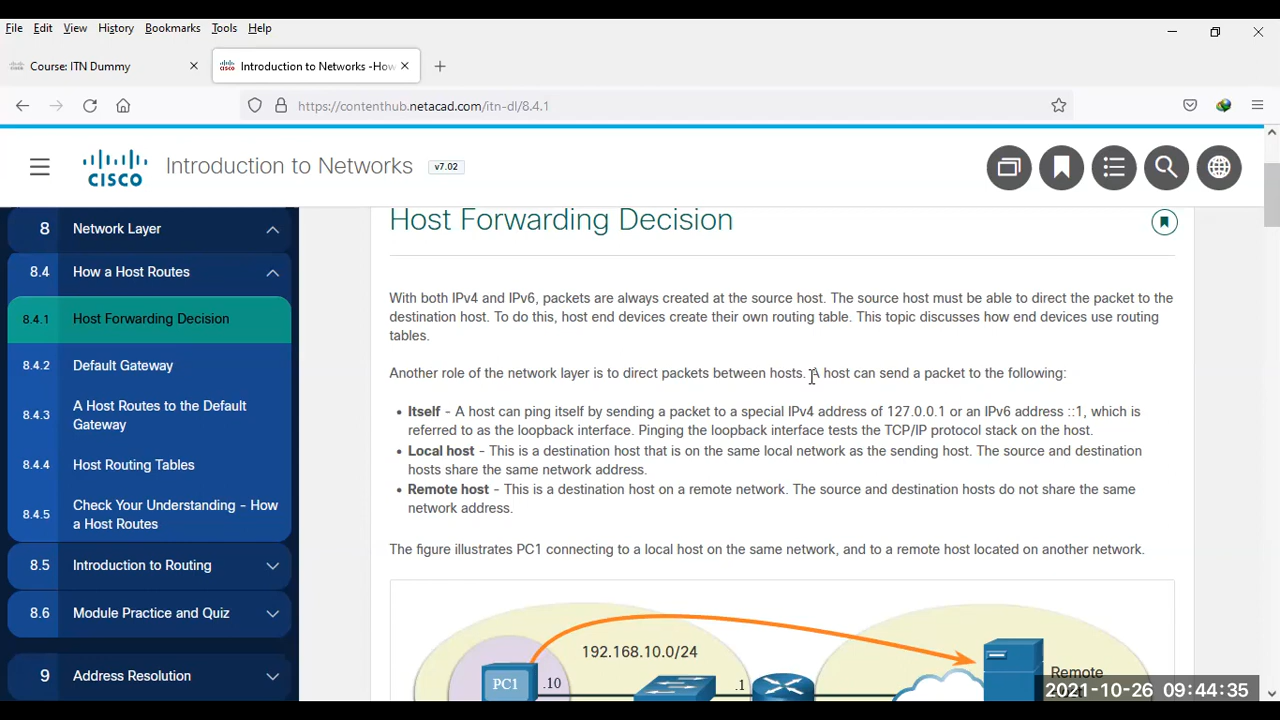 File Edit View History Bookmarks Tools Help
Course: ITN Dummy
Introduction to Networks -How
https://contenthub.netacad.com/itn-dl/8.4.1
CISCO
Introduction to Networks v7.02
8 Network Layer
8.4 How a Host Routes
8.4.1 Host Forwarding Decision
8.4.2 Default Gateway
8.4.3 A Host Routes to the Default
Gateway
8.4.4 Host Routing Tables
8.4.5 Check Your Understanding - How
a Host Routes
8.5 Introduction to Routing
8.6 Module Practice and Quiz
9 Address Resolution
Host Forwarding Decision
With both IPv4 and IPv6, packets are always created at the source host. The source host must be able to direct the packet to the
destination host. To do this, host end devices create their own routing table. This topic discusses how end devices use routing
tables.
Another role of the network layer is to direct packets between hosts. A host can send a packet to the following:
• Itself - A host can ping itself by sending a packet to a special IPv4 address of 127.0.0.1 or an IPv6 address ::1, which is
referred to as the loopback interface. Pinging the loopback interface tests the TCP/IP protocol stack on the host.
• Local host - This is a destination host that is on the same local network as the sending host. The source and destination
hosts share the same network address.
• Remote host - This is a destination host on a remote network. The source and destination hosts do not share the same
network address.
The figure illustrates PC1 connecting to a local host on the same network, and to a remote host located on another network.
192.168.10.0/24
PC1 .10 .1
Remote
2021-10-26 09:44:35